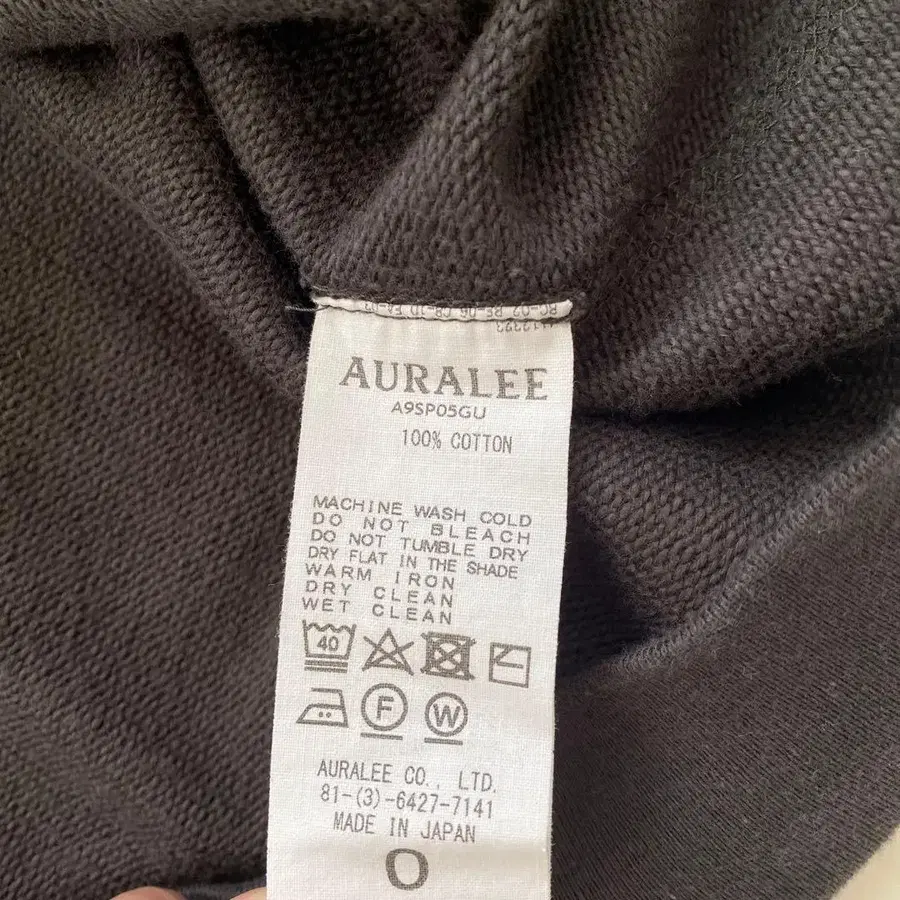 AURALEE
A9SP05GU
100% COTTON
MACHINE WASH COLD
DO NOT BLEACH
DO NOT TUMBLE DRY
DRY FLAT IN THE SHADE
WARM IRON
DRY CLEAN
WET CLEAN
40
F W
AURALEE CO., LTD.
81-(3)-6427-7141
MADE IN JAPAN
0